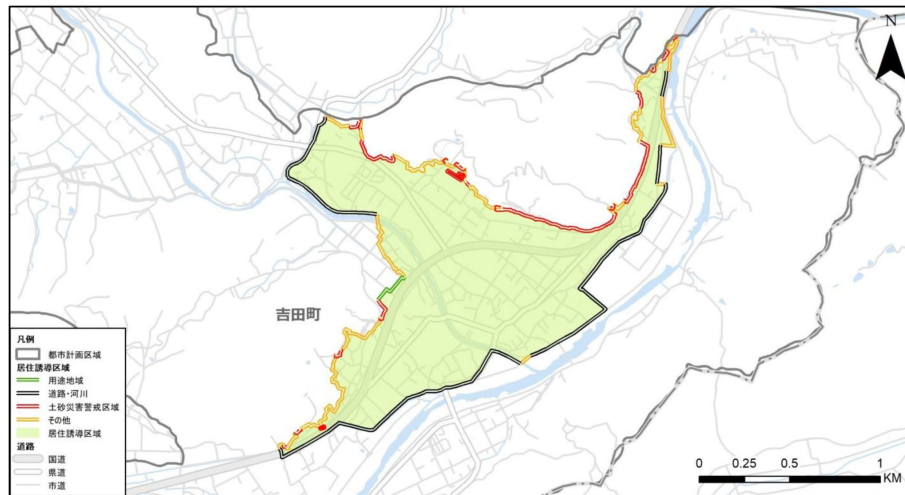 N
吉田町
凡例
都市計画区域
居住誘導区域
用途地域
道路・河川
土砂災害警戒区域
その他
居住誘導区域
道路
国道
県道
市道
0 0.25 0.5 1
KM